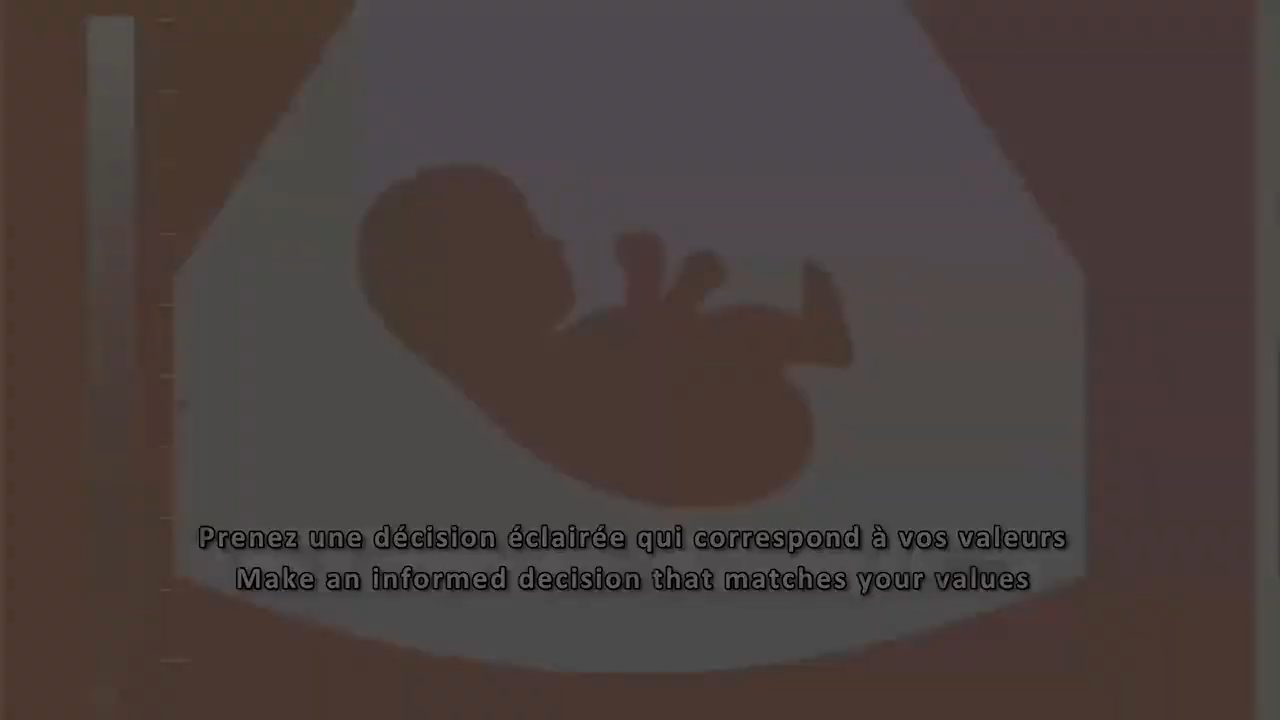 Prenez une décision éclairée qui correspond à vos valeurs
Make an informed decision that matches your values